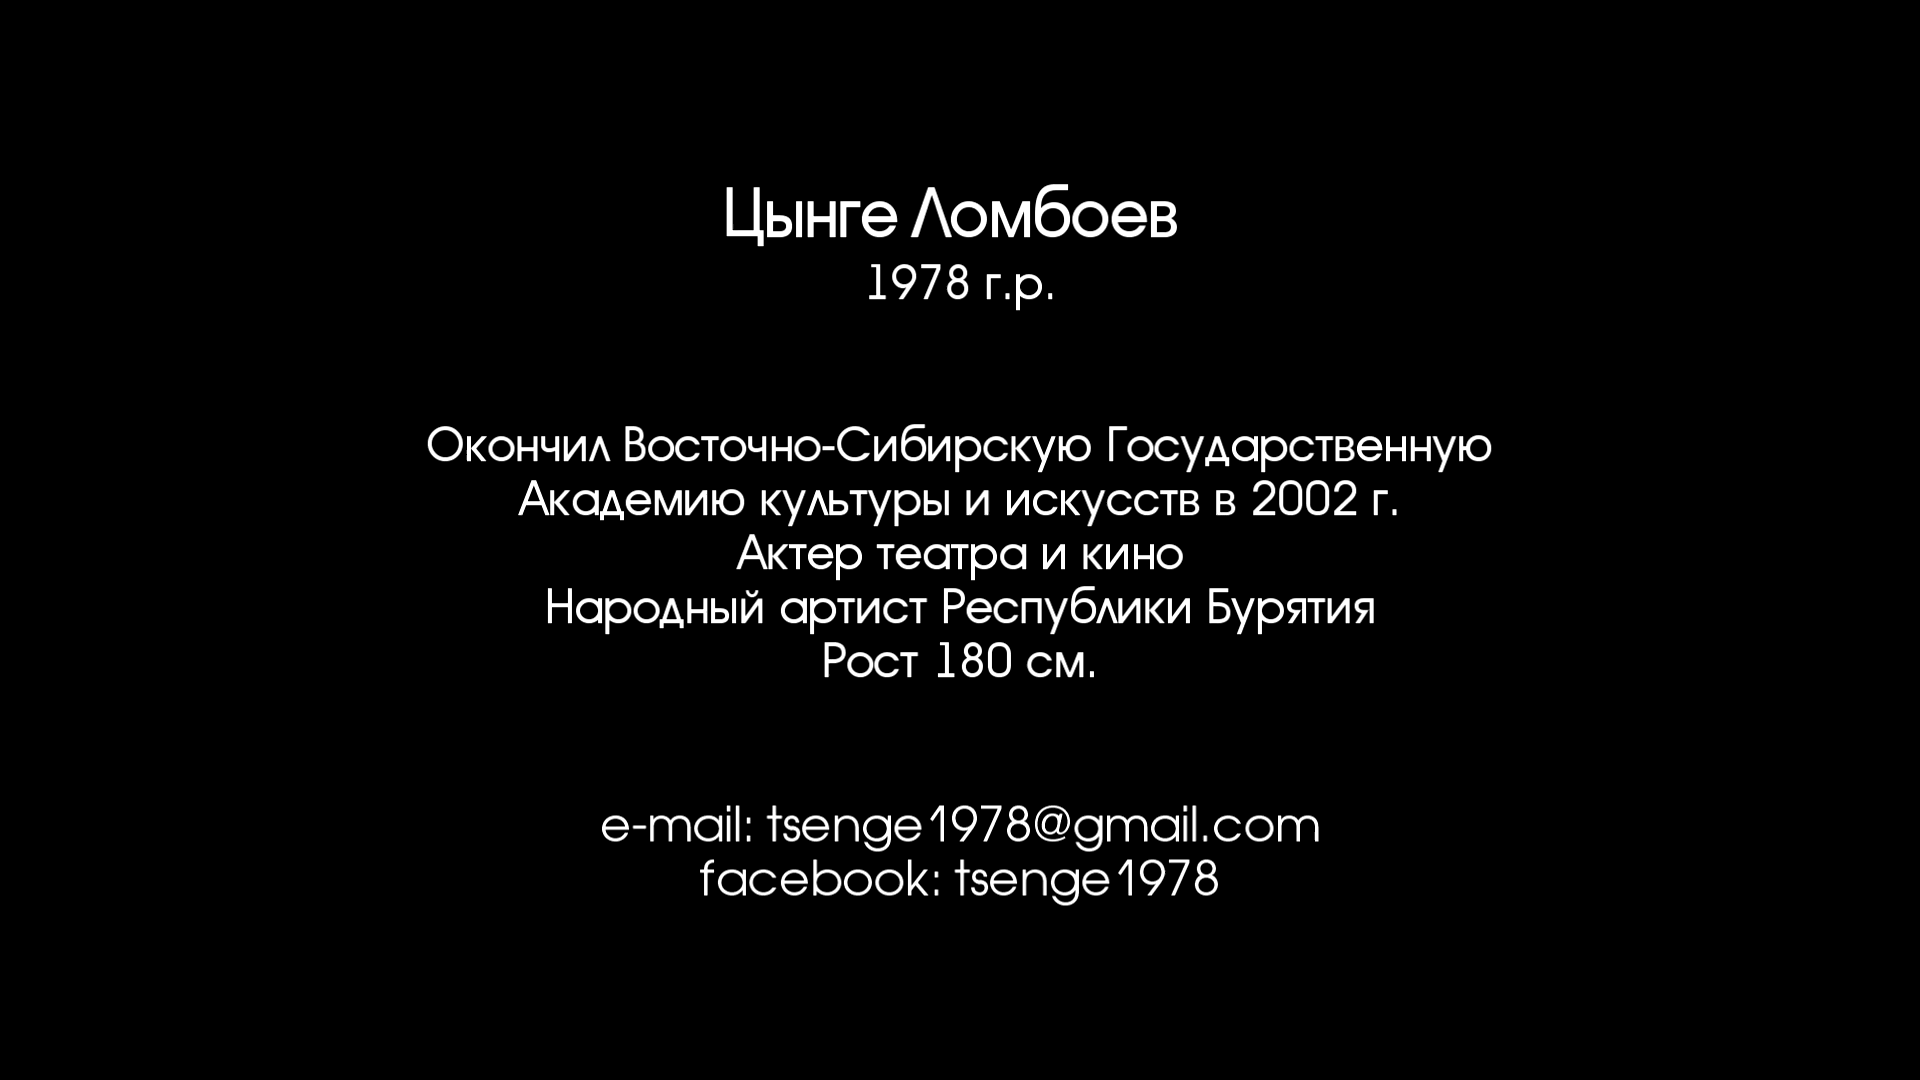 Цынге Ломбоев
1978 г.р.
Окончил Восточно-Сибирскую Государственную
Академию культуры и искусств в 2002 г.
Актер театра и кино
Народный артист Республики Бурятия
Рост 180 см.
e-mail: tsenge1978@gmail.com
facebook: tsenge1978